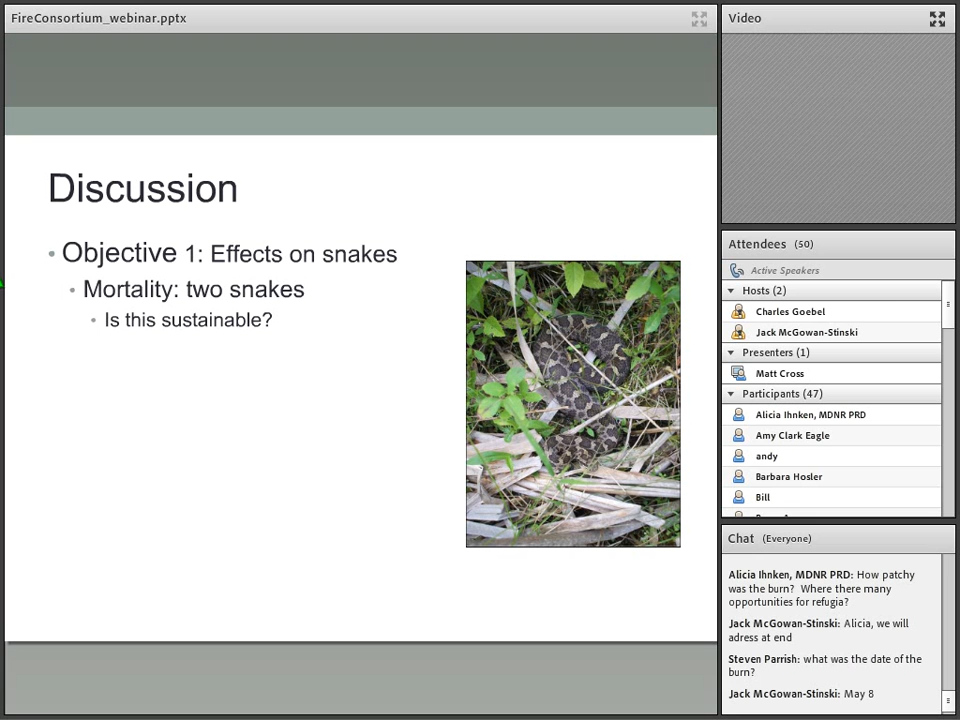 FireConsortium_webinar.pptx
Discussion
• Objective 1: Effects on snakes
• Mortality: two snakes
• Is this sustainable?
Video
Attendees (50)
Active Speakers
Hosts (2)
Charles Goebel
Jack McGowan-Stinski
Presenters (1)
Matt Cross
Participants (47)
Alicia Ihnken, MDNR PRD
Amy Clark Eagle
andy
Barbara Hosler
Bill
Chat (Everyone)
Alicia Ihnken, MDNR PRD: How patchy
was the burn? Where there many
opportunities for refugia?
Jack McGowan-Stinski: Alicia, we will
adress at end
Steven Parrish: what was the date of the
burn?
Jack McGowan-Stinski: May 8